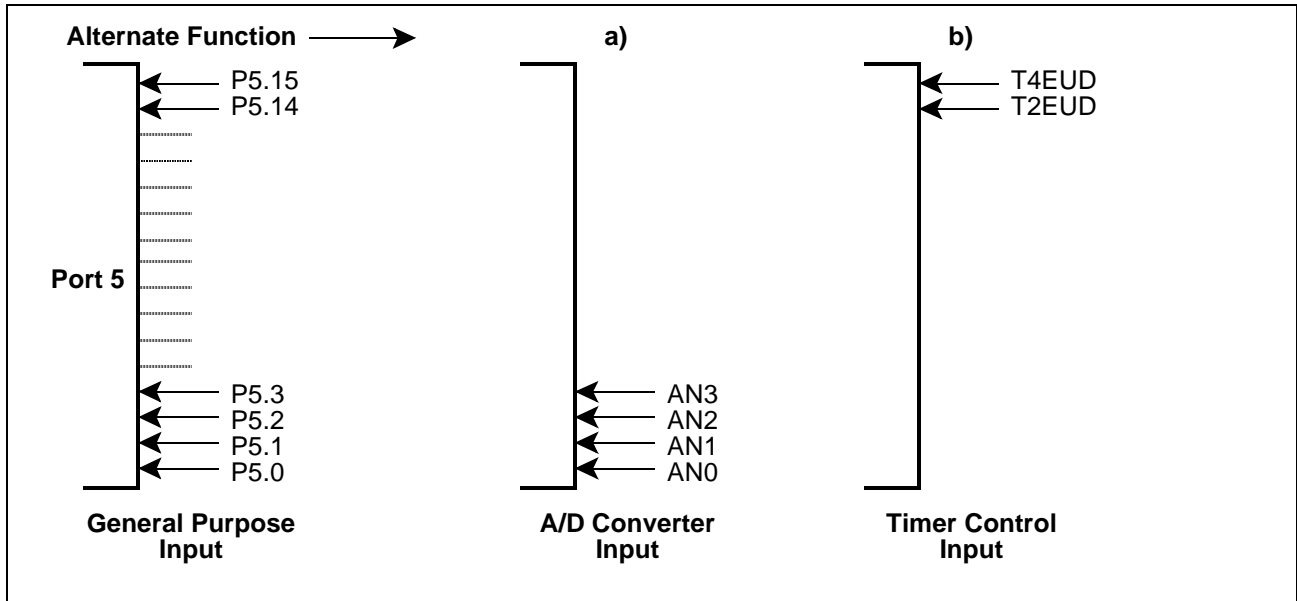 Alternate Function
a)
b)
P5.15
P5.14
Port 5
P5.3
P5.2
P5.1
P5.0
General Purpose
Input
AN3
AN2
AN1
AN0
A/D Converter
Input
T4EUD
T2EUD
Timer Control
Input